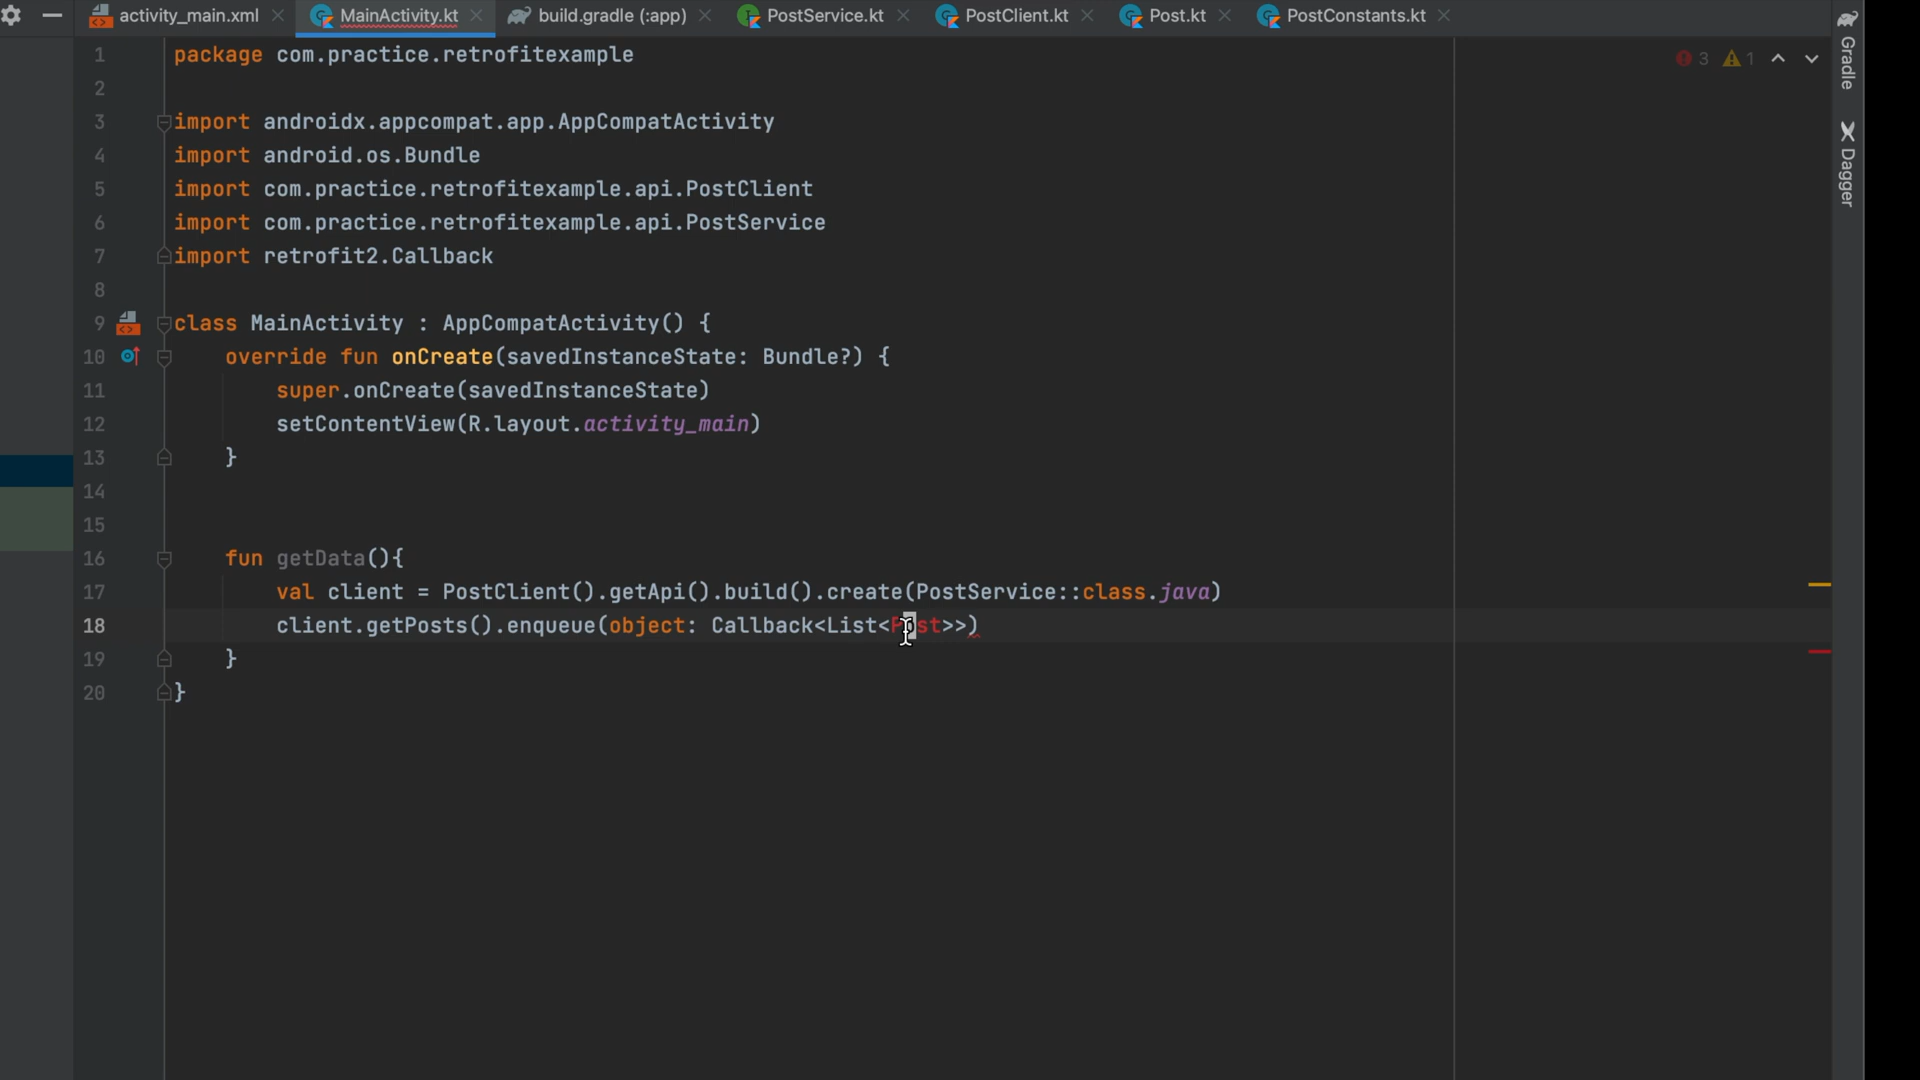 activity_main.xml MainActivity.kt build.gradle (:app) PostService.kt PostClient.kt Post.kt PostConstants.kt
3 1
Gradle
Dagger
1 package com.practice.retrofitexample
2
3 import androidx.appcompat.app.AppCompatActivity
4 import android.os.Bundle
5 import com.practice.retrofitexample.api.PostClient
6 import com.practice.retrofitexample.api.PostService
7 import retrofit2.Callback
8
9 class MainActivity : AppCompatActivity() {
10 override fun onCreate(savedInstanceState: Bundle?) {
11 super.onCreate(savedInstanceState)
12 setContentView(R.layout.activity_main)
13 }
14
15
16 fun getData(){
17 val client = PostClient().getApi().build().create(PostService::class.java)
18 client.getPosts().enqueue(object: Callback<List<Post>>)
19 }
20 }